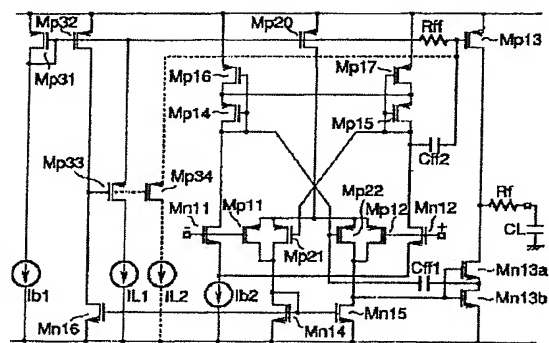 Mp32
Mp20
Rff
Mp13
Mp31
Mp16
Mp17
Mp14
Mp15
Cff2
Mp33
Mp34
Mp22
Rf
Mn11
Mp11
Mp12
Mn12
-
+
CL
Mp21
Cff1
Mn13a
Ib1
IL1
IL2
Ib2
Mn13b
Mn16
Mn14
Mn15